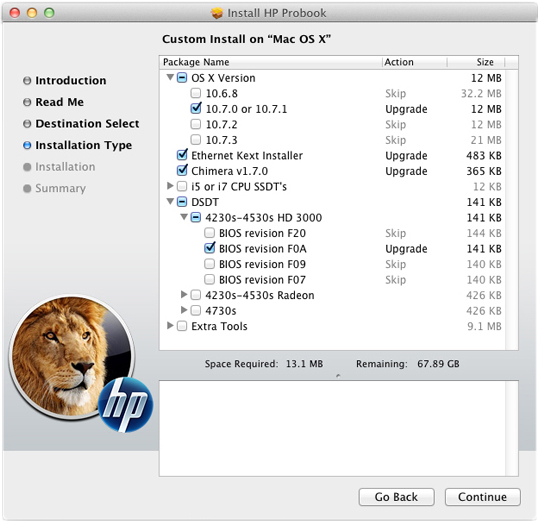 Install HP Probook
Custom Install on “Mac OS X”
Introduction
Read Me
Destination Select
Installation Type
Installation
Summary
Package Name Action Size
OS X Version 12 MB
10.6.8 Skip 32.2 MB
10.7.0 or 10.7.1 Upgrade 12 MB
10.7.2 Skip 12 MB
10.7.3 Skip 21 MB
Ethernet Kext Installer Upgrade 483 KB
Chimera v1.7.0 Upgrade 365 KB
i5 or i7 CPU SSDT's 12 KB
DSDT 141 KB
4230s-4530s HD 3000 141 KB
BIOS revision F20 Skip 144 KB
BIOS revision F0A Upgrade 141 KB
BIOS revision F09 Skip 140 KB
BIOS revision F07 Skip 140 KB
4230s-4530s Radeon 426 KB
4730s 426 KB
Extra Tools 9.1 MB
Space Required: 13.1 MB Remaining: 67.89 GB
hp
Go Back Continue